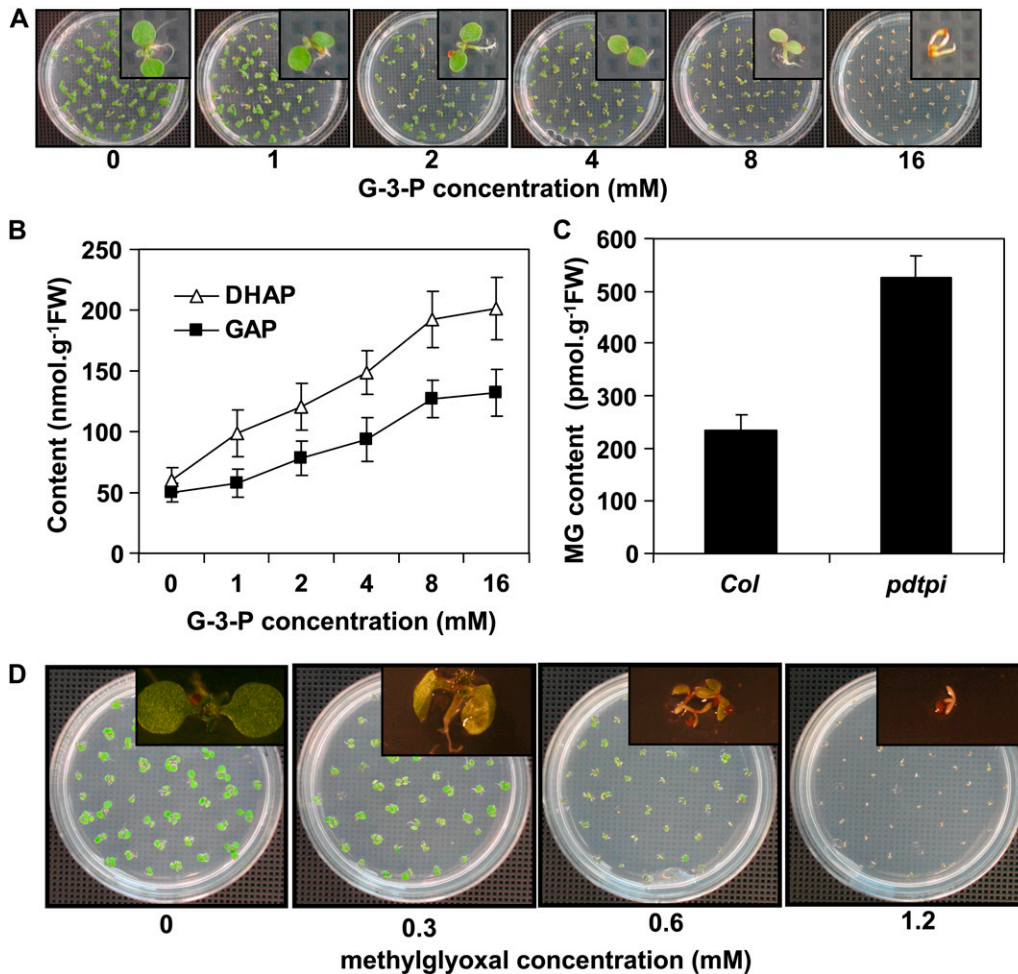 A
0 1 2 4 8 16
G-3-P concentration (mM)
B
250
200
150
100
50
0
Content (nmol.g⁻¹FW)
DHAP
GAP
0 1 2 4 8 16
G-3-P concentration (mM)
C
600
500
400
300
200
100
0
MG content (pmol.g⁻¹FW)
Col pdtpi
D
0 0.3 0.6 1.2
methylglyoxal concentration (mM)